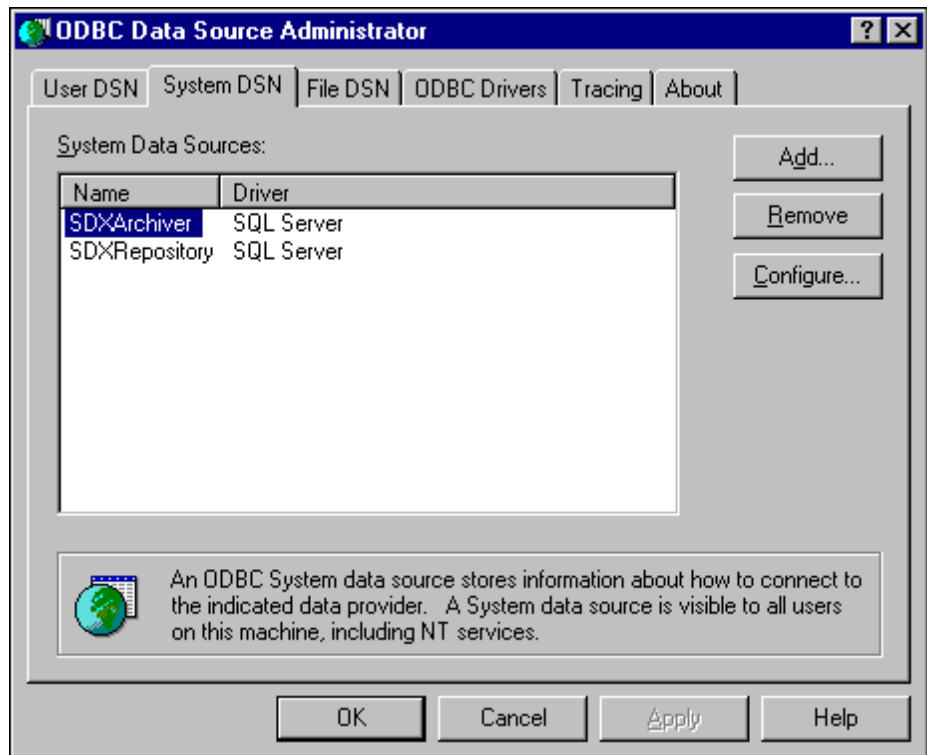 ODBC Data Source Administrator
User DSN System DSN File DSN ODBC Drivers Tracing About
System Data Sources:
Add...
Name Driver
SDXArchiver SQL Server
Remove
SDXRepository SQL Server
Configure...
An ODBC System data source stores information about how to connect to
the indicated data provider. A System data source is visible to all users
on this machine, including NT services.
OK Cancel Apply Help